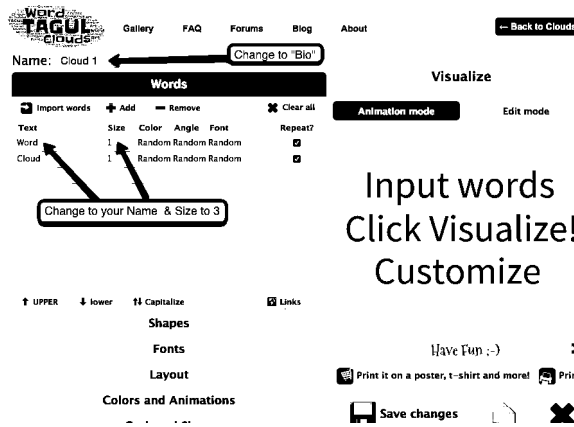 Word
TAGUL
Clouds
Gallery FAQ Forums Blog About ← Back to Clouds
Name: Cloud 1
Change to "Bio"
Words
Visualize
Import words Add Remove Clear all
Animation mode Edit mode
Text Size Color Angle Font Repeat?
Word 1 Random Random Random
Cloud 1 Random Random Random
Change to your Name & Size to 3
Input words
Click Visualize!
Customize
UPPER lower Capitalize Links
Shapes
Fonts
Layout
Colors and Animations
Have Fun ;-)
Print it on a poster, t-shirt and more!
Save changes